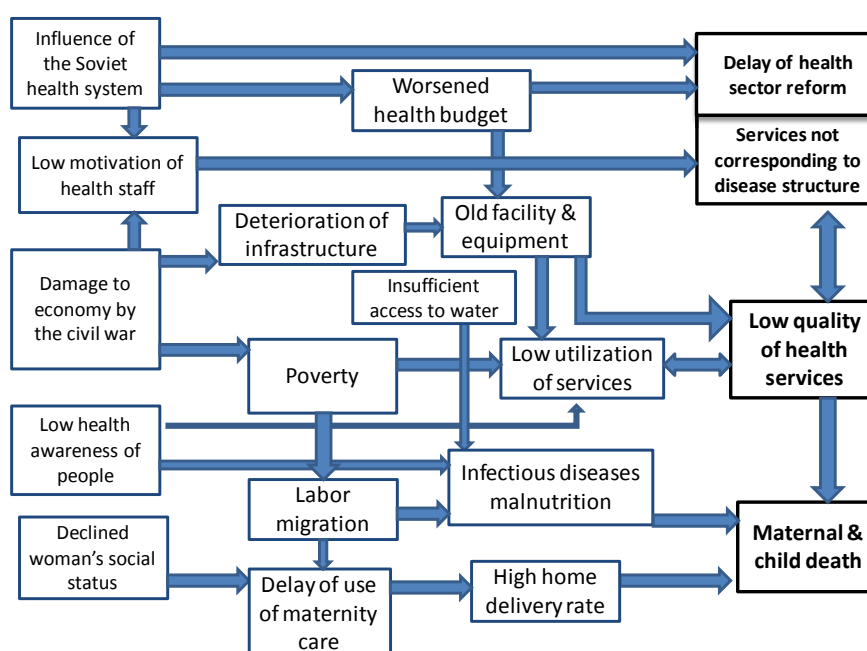 Influence of
the Soviet
health system
Worsened
health budget
Delay of health
sector reform
Low motivation of
health staff
Services not
corresponding to
disease structure
Deterioration of
infrastructure
Old facility &
equipment
Damage to
economy by
the civil war
Insufficient
access to water
Low quality
of health
services
Poverty
Low utilization
of services
Low health
awareness of
people
Infectious diseases
malnutrition
Labor
migration
Maternal &
child death
Declined
woman's social
status
Delay of use
of maternity
care
High home
delivery rate